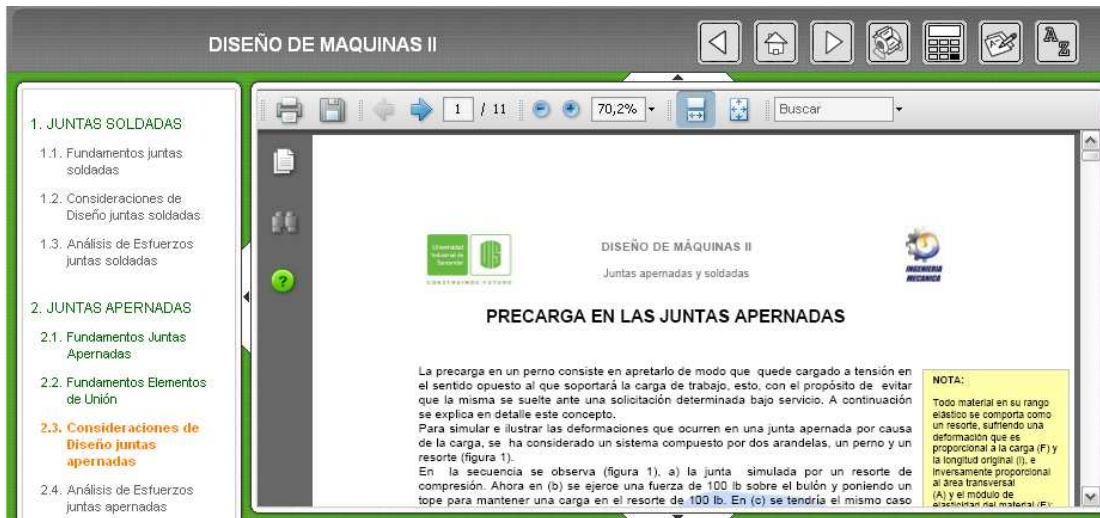 DISEÑO DE MAQUINAS II
A
Z
1. JUNTAS SOLDADAS
1.1. Fundamentos juntas
soldadas
1.2. Consideraciones de
Diseño juntas soldadas
1.3. Análisis de Esfuerzos
juntas soldadas
2. JUNTAS APERNADAS
2.1. Fundamentos Juntas
Apernadas
2.2. Fundamentos Elementos
de Unión
2.3. Consideraciones de
Diseño juntas
apernadas
2.4. Análisis de Esfuerzos
juntas apernadas
1 / 11
70,2%
Buscar
Universidad
Industrial de
Santander
CONSTRUIMOS FUTURO
DISEÑO DE MÁQUINAS II
Juntas apernadas y soldadas
INGENIERIA
MECANICA
PRECARGA EN LAS JUNTAS APERNADAS
La precarga en un perno consiste en apretarlo de modo que quede cargado a tensión en
el sentido opuesto al que soportará la carga de trabajo, esto, con el propósito de evitar
que la misma se suelte ante una solicitación determinada bajo servicio. A continuación
se explica en detalle este concepto.
Para simular e ilustrar las deformaciones que ocurren en una junta apernada por causa
de la carga, se ha considerado un sistema compuesto por dos arandelas, un perno y un
resorte (figura 1).
En la secuencia se observa (figura 1), a) la junta simulada por un resorte de
compresión. Ahora en (b) se ejerce una fuerza de 100 lb sobre el bulón y poniendo un
tope para mantener una carga en el resorte de 100 lb. En (c) se tendría el mismo caso
NOTA:
Todo material en su rango
elástico se comporta como
un resorte, sufriendo una
deformación que es
proporcional a la carga (F) y
la longitud original (l), e
inversamente proporcional
al área transversal
(A) y el módulo de
elasticidad del material (E):